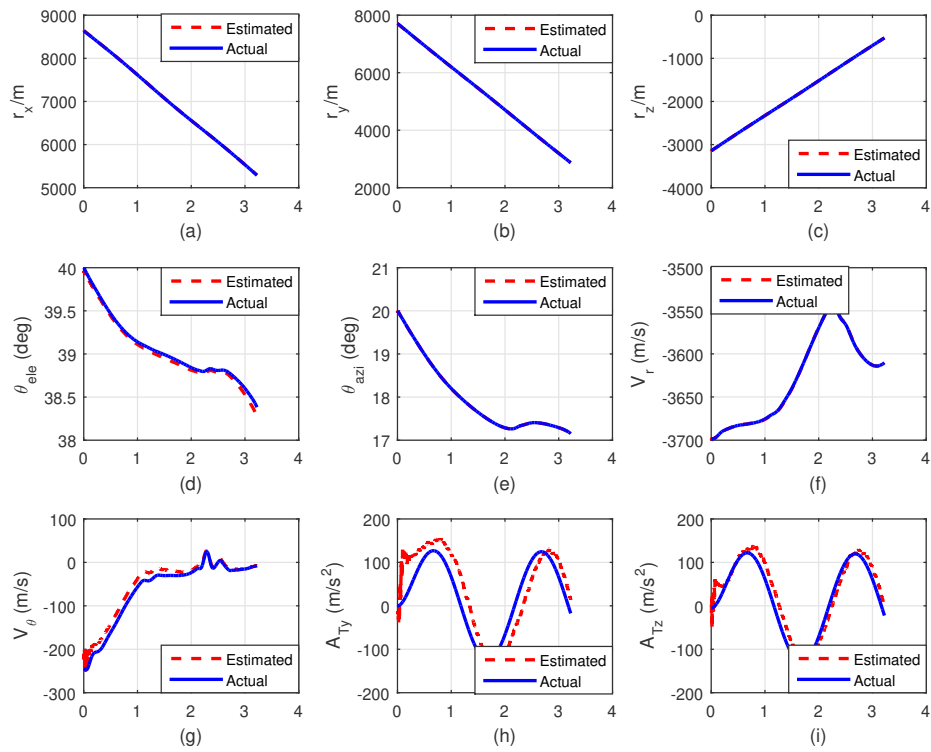 9000
8000
7000
6000
5000
r_x/m
0 1 2 3 4
Estimated
Actual
(a)
8000
6000
4000
2000
r_y/m
0 1 2 3 4
Estimated
Actual
(b)
0
-1000
-2000
-3000
-4000
r_z/m
0 1 2 3 4
Estimated
Actual
(c)
40
39.5
39
38.5
38
θ_ele (deg)
0 1 2 3 4
Estimated
Actual
(d)
21
20
19
18
17
θ_azi (deg)
0 1 2 3 4
Estimated
Actual
(e)
-3500
-3550
-3600
-3650
-3700
V_r (m/s)
0 1 2 3 4
Estimated
Actual
(f)
100
0
-100
-200
-300
V_θ (m/s)
0 1 2 3 4
Estimated
Actual
(g)
200
100
0
-100
-200
A_Ty (m/s²)
0 1 2 3 4
Estimated
Actual
(h)
200
100
0
-100
-200
A_Tz (m/s²)
0 1 2 3 4
Estimated
Actual
(i)